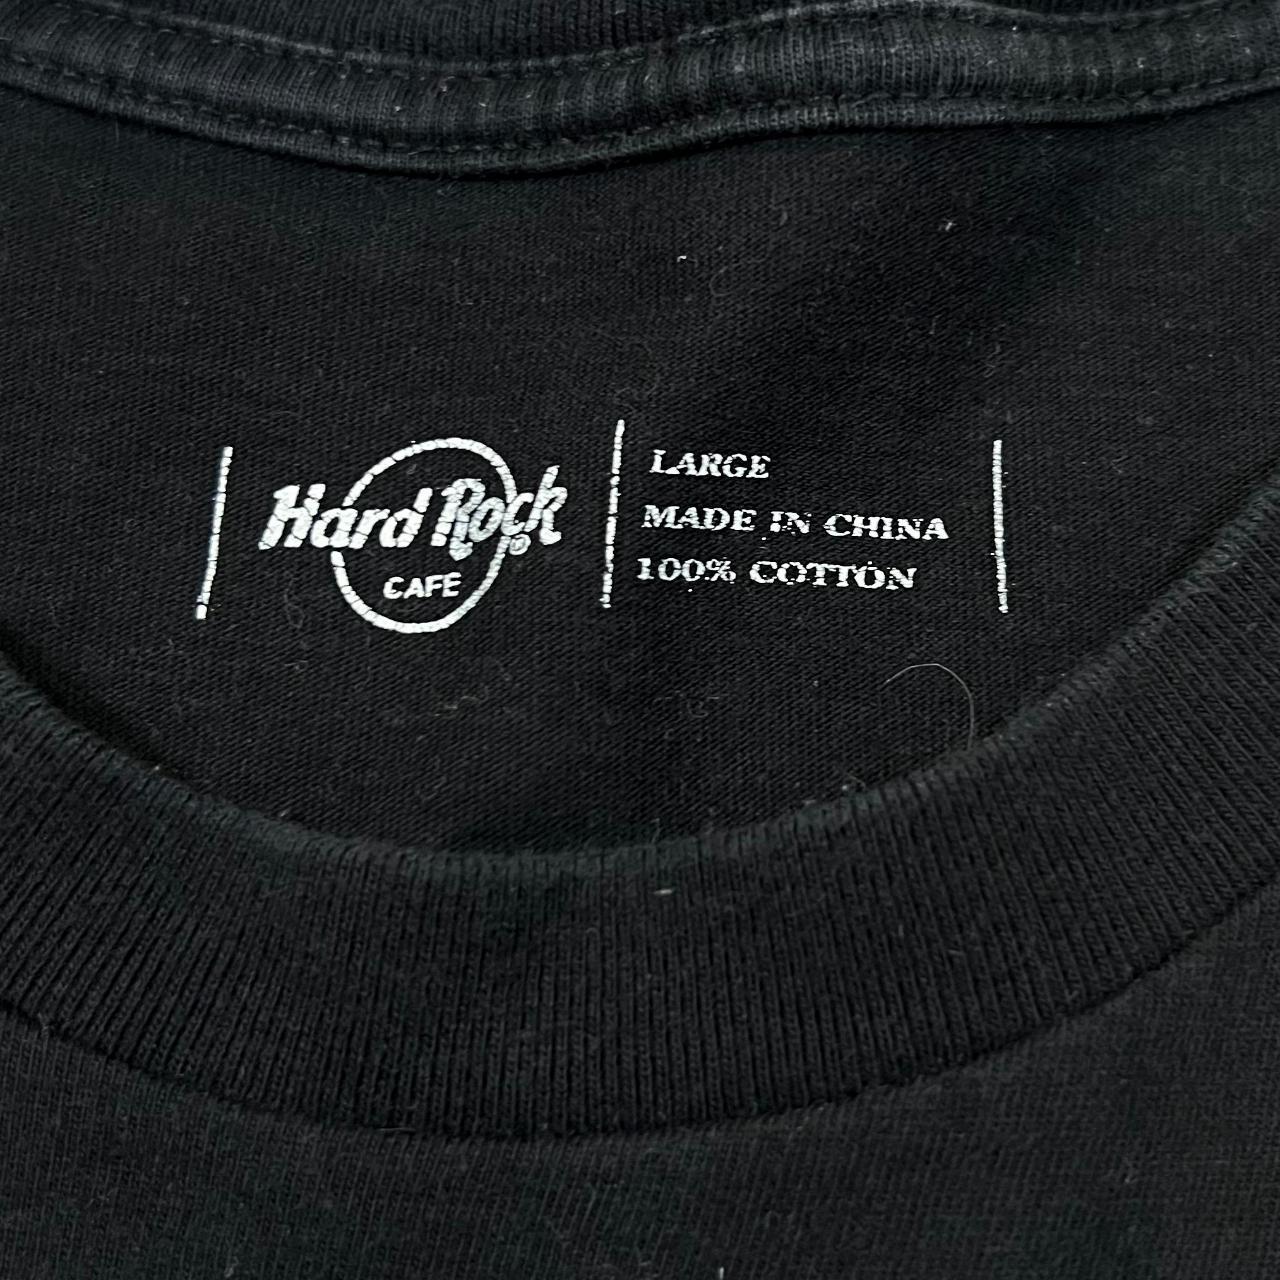 Hard Rock
CAFE
LARGE
MADE IN CHINA
100% COTTON